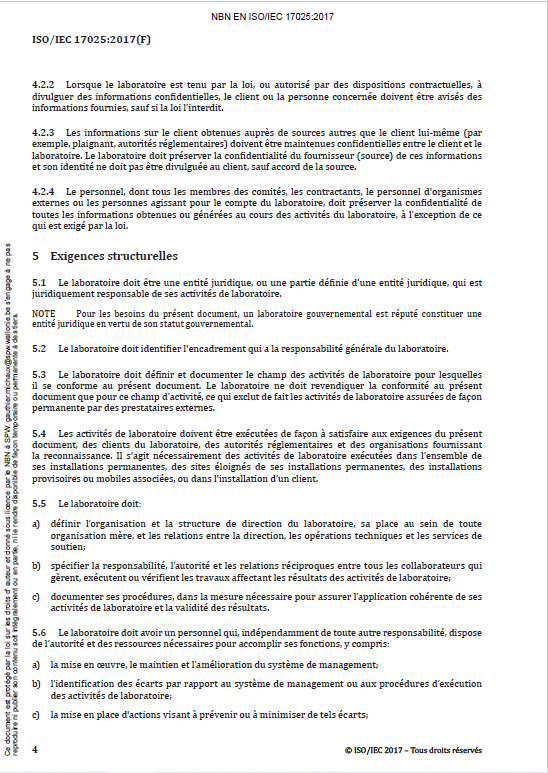 NBN EN ISO/IEC 17025:2017
ISO/IEC 17025:2017(F)
4.2.2 Lorsque le laboratoire est tenu par la loi, ou autorisé par des dispositions contractuelles, à
divulguer des informations confidentielles, le client ou la personne concernée doivent être avisés des
informations fournies, sauf si la loi l'interdit.
4.2.3 Les informations sur le client obtenues auprès de sources autres que le client lui-même (par
exemple, plaignant, autorités réglementaires) doivent être maintenues confidentielles entre le client et le
laboratoire. Le laboratoire doit préserver la confidentialité du fournisseur (source) de ces informations
et son identité ne doit pas être divulguée au client, sauf accord de la source.
4.2.4 Le personnel, dont tous les membres des comités, les contractants, le personnel d'organismes
externes ou les personnes agissant pour le compte du laboratoire, doit préserver la confidentialité de
toutes les informations obtenues ou générées au cours des activités du laboratoire, à l'exception de ce
qui est exigé par la loi.
5 Exigences structurelles
5.1 Le laboratoire doit être une entité juridique, ou une partie définie d'une entité juridique, qui est
juridiquement responsable de ses activités de laboratoire.
NOTE Pour les besoins du présent document, un laboratoire gouvernemental est réputé constituer une
entité juridique en vertu de son statut gouvernemental.
5.2 Le laboratoire doit identifier l'encadrement qui a la responsabilité générale du laboratoire.
5.3 Le laboratoire doit définir et documenter le champ des activités de laboratoire pour lesquelles
il se conforme au présent document. Le laboratoire ne doit revendiquer la conformité au présent
document que pour ce champ d'activité, ce qui exclut de fait les activités de laboratoire assurées de façon
permanente par des prestataires externes.
5.4 Les activités de laboratoire doivent être exécutées de façon à satisfaire aux exigences du présent
document, des clients du laboratoire, des autorités réglementaires et des organisations fournissant
la reconnaissance. Il s'agit nécessairement des activités de laboratoire exécutées dans l'ensemble de
ses installations permanentes, des sites éloignés de ses installations permanentes, des installations
provisoires ou mobiles associées, ou dans l'installation d'un client.
5.5 Le laboratoire doit:
a) définir l'organisation et la structure de direction du laboratoire, sa place au sein de toute
organisation mère, et les relations entre la direction, les opérations techniques et les services de
soutien;
b) spécifier la responsabilité, l'autorité et les relations réciproques entre tous les collaborateurs qui
gèrent, exécutent ou vérifient les travaux affectant les résultats des activités de laboratoire;
c) documenter ses procédures, dans la mesure nécessaire pour assurer l'application cohérente de ses
activités de laboratoire et la validité des résultats.
5.6 Le laboratoire doit avoir un personnel qui, indépendamment de toute autre responsabilité, dispose
de l'autorité et des ressources nécessaires pour accomplir ses fonctions, y compris:
a) la mise en œuvre, le maintien et l'amélioration du système de management;
b) l'identification des écarts par rapport au système de management ou aux procédures d'exécution
des activités de laboratoire;
c) la mise en place d'actions visant à prévenir ou à minimiser de tels écarts;
4 © ISO/IEC 2017 – Tous droits réservés
Ce document est protégé par la loi sur les droits d' auteur et donné sous licence par le NBN à SPW, gauthier.michaux@spw.wallonie.be s'engage à ne pas
reproduire ni publier son contenu soit intégralement ou en partie, ni le rendre disponible de façon temporaire ou permanente à des tiers.